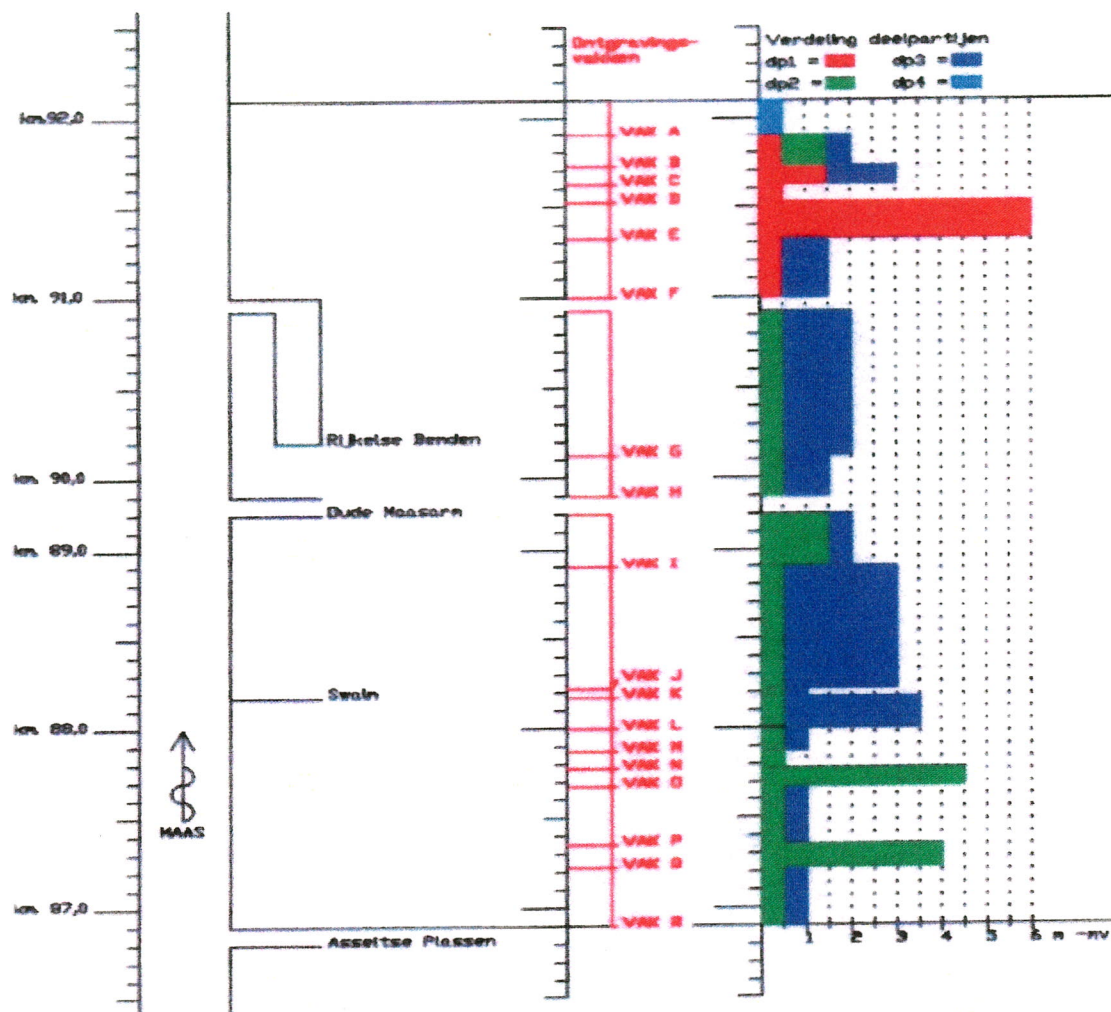 Ontgravings-
vakken
Verdeling deelpartijen
dp1 =
dp3 =
dp2 =
dp4 =
km.92,0
VAK A
VAK B
VAK C
VAK D
VAK E
km. 91,0
VAK F
Rijkelse Benden
VAK G
km. 90,0
VAK H
Oude Maasarm
km. 89,0
VAK I
VAK J
Swalm
VAK K
km. 88,0
VAK L
VAK M
VAK N
VAK O
MAAS
VAK P
VAK Q
km. 87,0
VAK R
Asseltse Plassen
1 2 3 4 5 6 m -mv